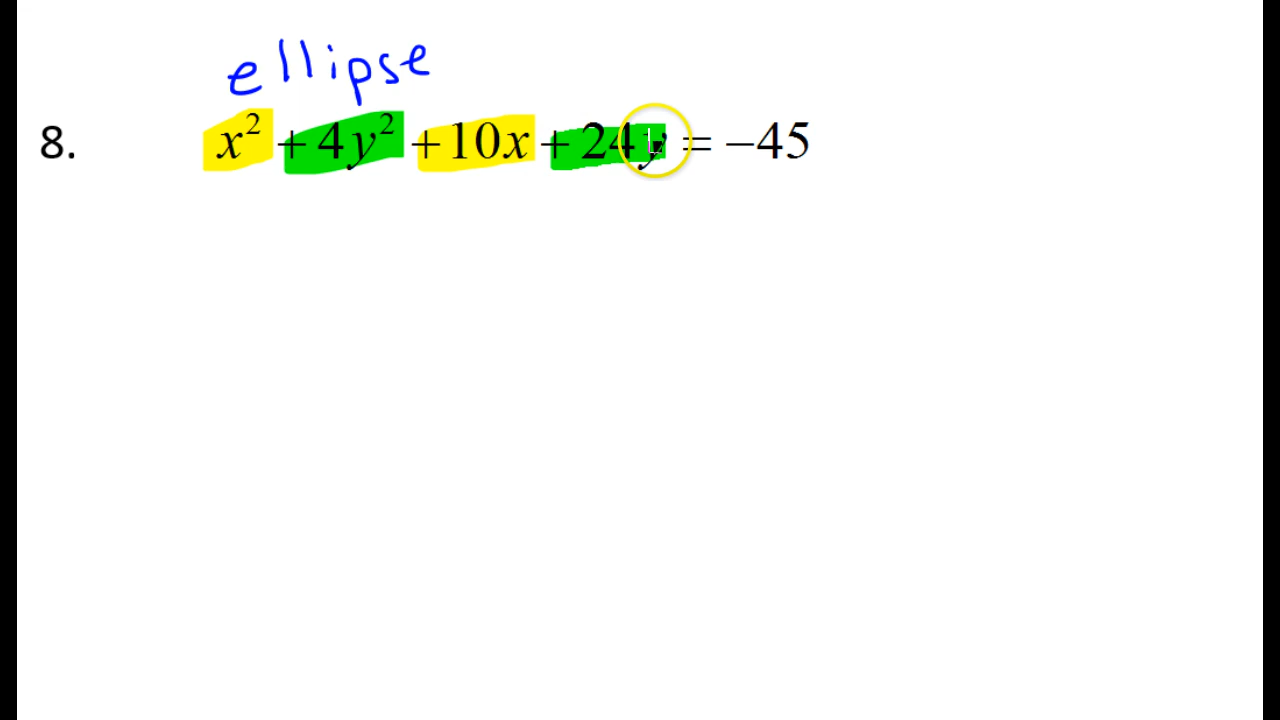 ellipse
8. x² + 4y² + 10x + 24y = −45